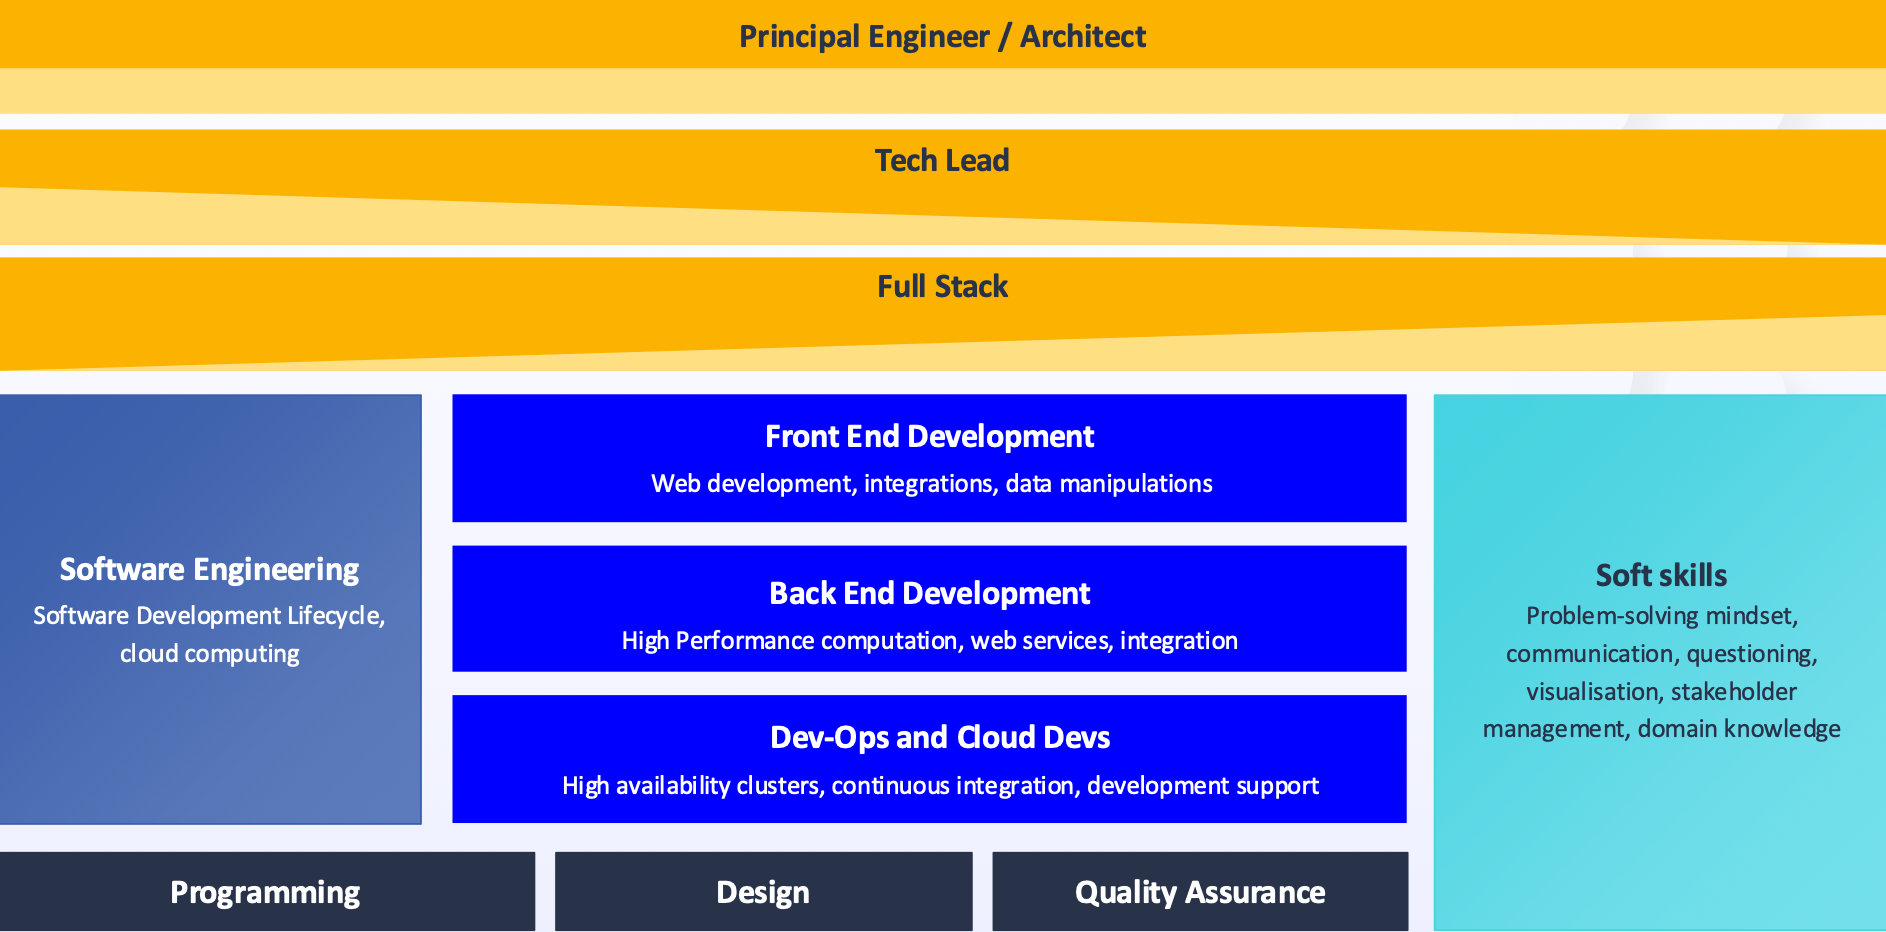 Principal Engineer / Architect
Tech Lead
Full Stack
Software Engineering
Software Development Lifecycle,
cloud computing
Front End Development
Web development, integrations, data manipulations
Back End Development
High Performance computation, web services, integration
Dev-Ops and Cloud Devs
High availability clusters, continuous integration, development support
Soft skills
Problem-solving mindset,
communication, questioning,
visualisation, stakeholder
management, domain knowledge
Programming
Design
Quality Assurance